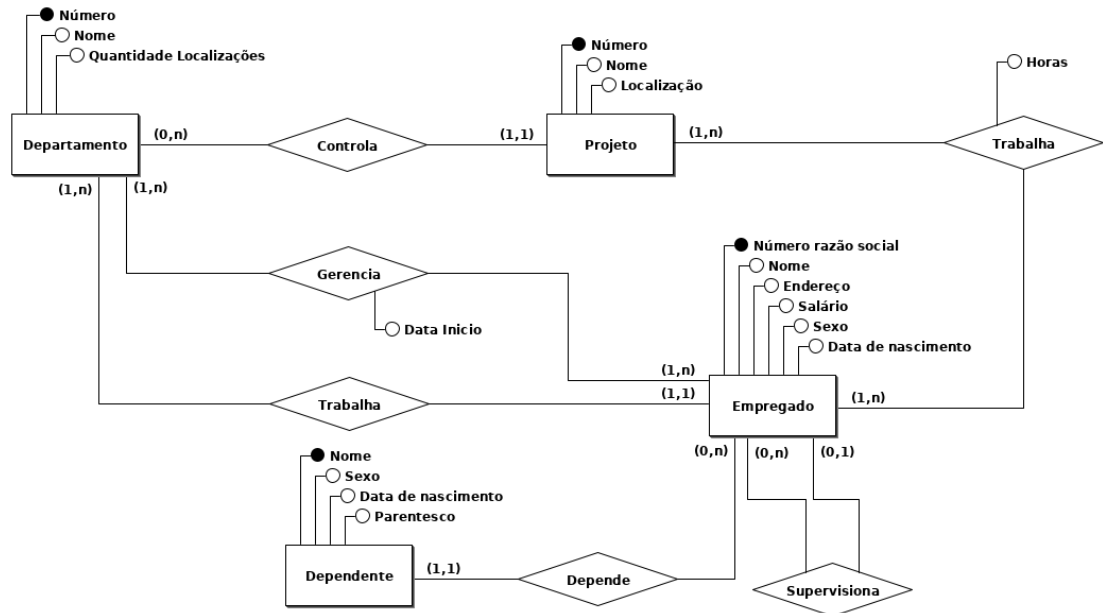 Número
Nome
Quantidade Localizações
Departamento
(0,n)
Controla
(1,1)
Número
Nome
Localização
Projeto
(1,n)
Horas
Trabalha
(1,n)
(1,n)
Gerencia
Data Inicio
(1,n)
Trabalha
(1,1)
Número razão social
Nome
Endereço
Salário
Sexo
Data de nascimento
Empregado
(1,n)
(0,n)
(0,n)
(0,1)
Nome
Sexo
Data de nascimento
Parentesco
Dependente
(1,1)
Depende
Supervisiona